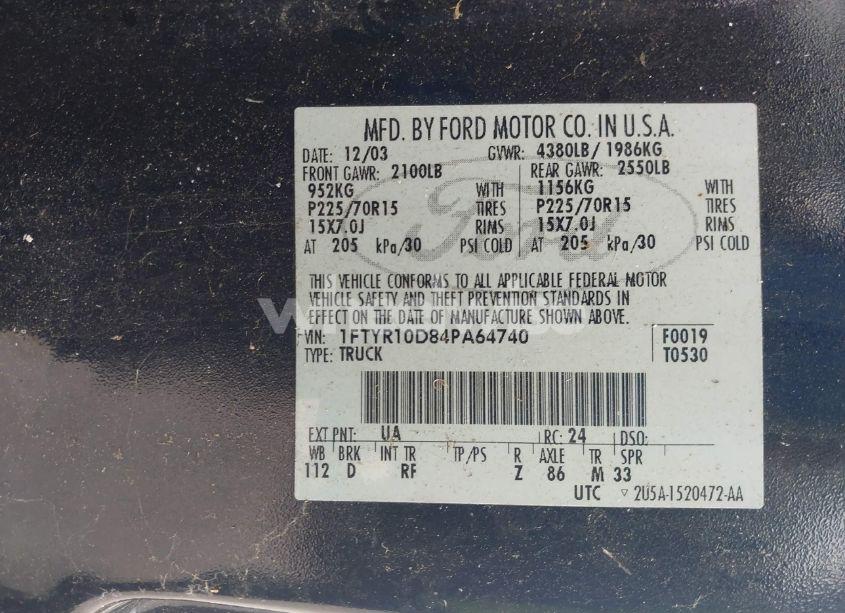 MFD. BY FORD MOTOR CO. IN U.S.A.
DATE: 12/03 GVWR: 4380LB/ 1986KG
FRONT GAWR: 2100LB REAR GAWR: 2550LB
952KG WITH 1156KG WITH
P225/70R15 TIRES P225/70R15 TIRES
15X7.0J RIMS 15X7.0J RIMS
AT 205 kPa/30 PSI COLD AT 205 kPa/30 PSI COLD
Ford
THIS VEHICLE CONFORMS TO ALL APPLICABLE FEDERAL MOTOR
VEHICLE SAFETY AND THEFT PREVENTION STANDARDS IN
EFFECT ON THE DATE OF MANUFACTURE SHOWN ABOVE.
VIN: 1FTYR10D84PA64740 F0019
TYPE: TRUCK T0530
EXT PNT: UA RC: 24 DSO:
WB BRK INT TR TP/PS R AXLE TR SPR
112 D RF Z 86 M 33
UTC ▽ 2U5A-1520472-AA